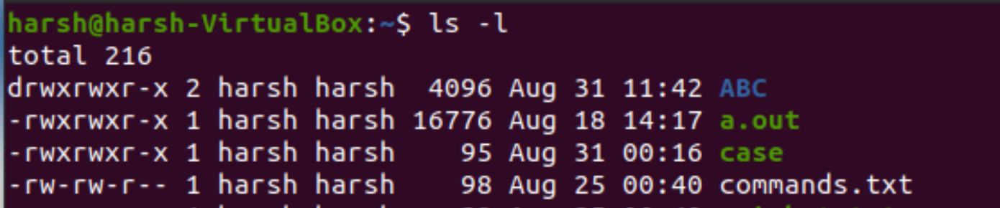 harsh@harsh-VirtualBox:~$ ls -l
total 216
drwxrwxr-x 2 harsh harsh  4096 Aug 31 11:42 ABC
-rwxrwxr-x 1 harsh harsh 16776 Aug 18 14:17 a.out
-rwxrwxr-x 1 harsh harsh    95 Aug 31 00:16 case
-rw-rw-r-- 1 harsh harsh    98 Aug 25 00:40 commands.txt